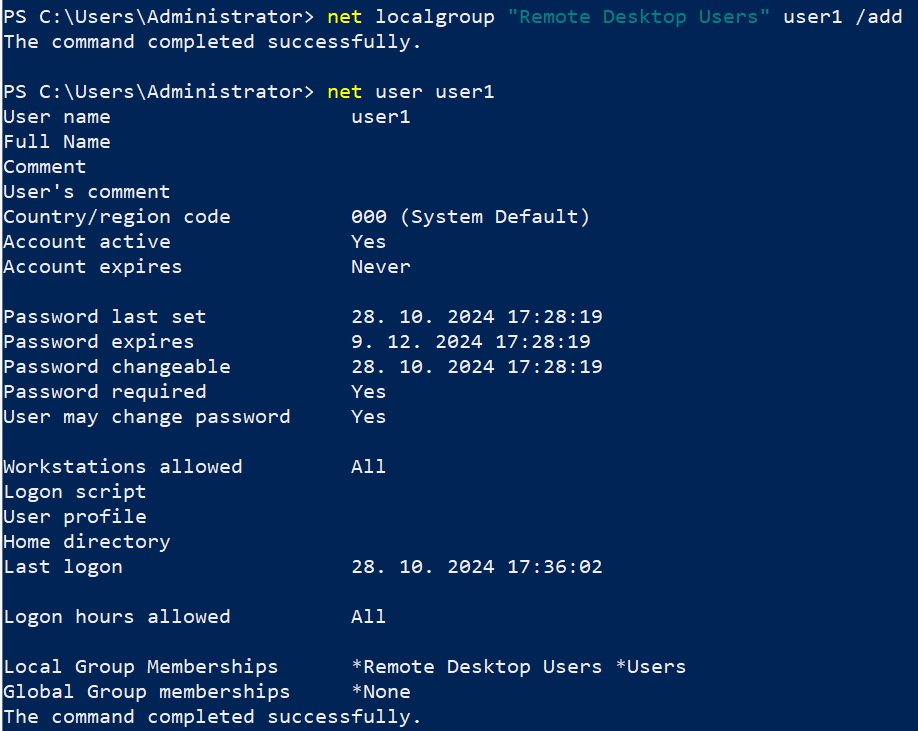 PS C:\Users\Administrator> net localgroup "Remote Desktop Users" user1 /add
The command completed successfully.
PS C:\Users\Administrator> net user user1
User name                    user1
Full Name
Comment
User's comment
Country/region code          000 (System Default)
Account active               Yes
Account expires              Never
Password last set            28. 10. 2024 17:28:19
Password expires             9. 12. 2024 17:28:19
Password changeable          28. 10. 2024 17:28:19
Password required            Yes
User may change password     Yes
Workstations allowed         All
Logon script
User profile
Home directory
Last logon                   28. 10. 2024 17:36:02
Logon hours allowed          All
Local Group Memberships      *Remote Desktop Users *Users
Global Group memberships     *None
The command completed successfully.